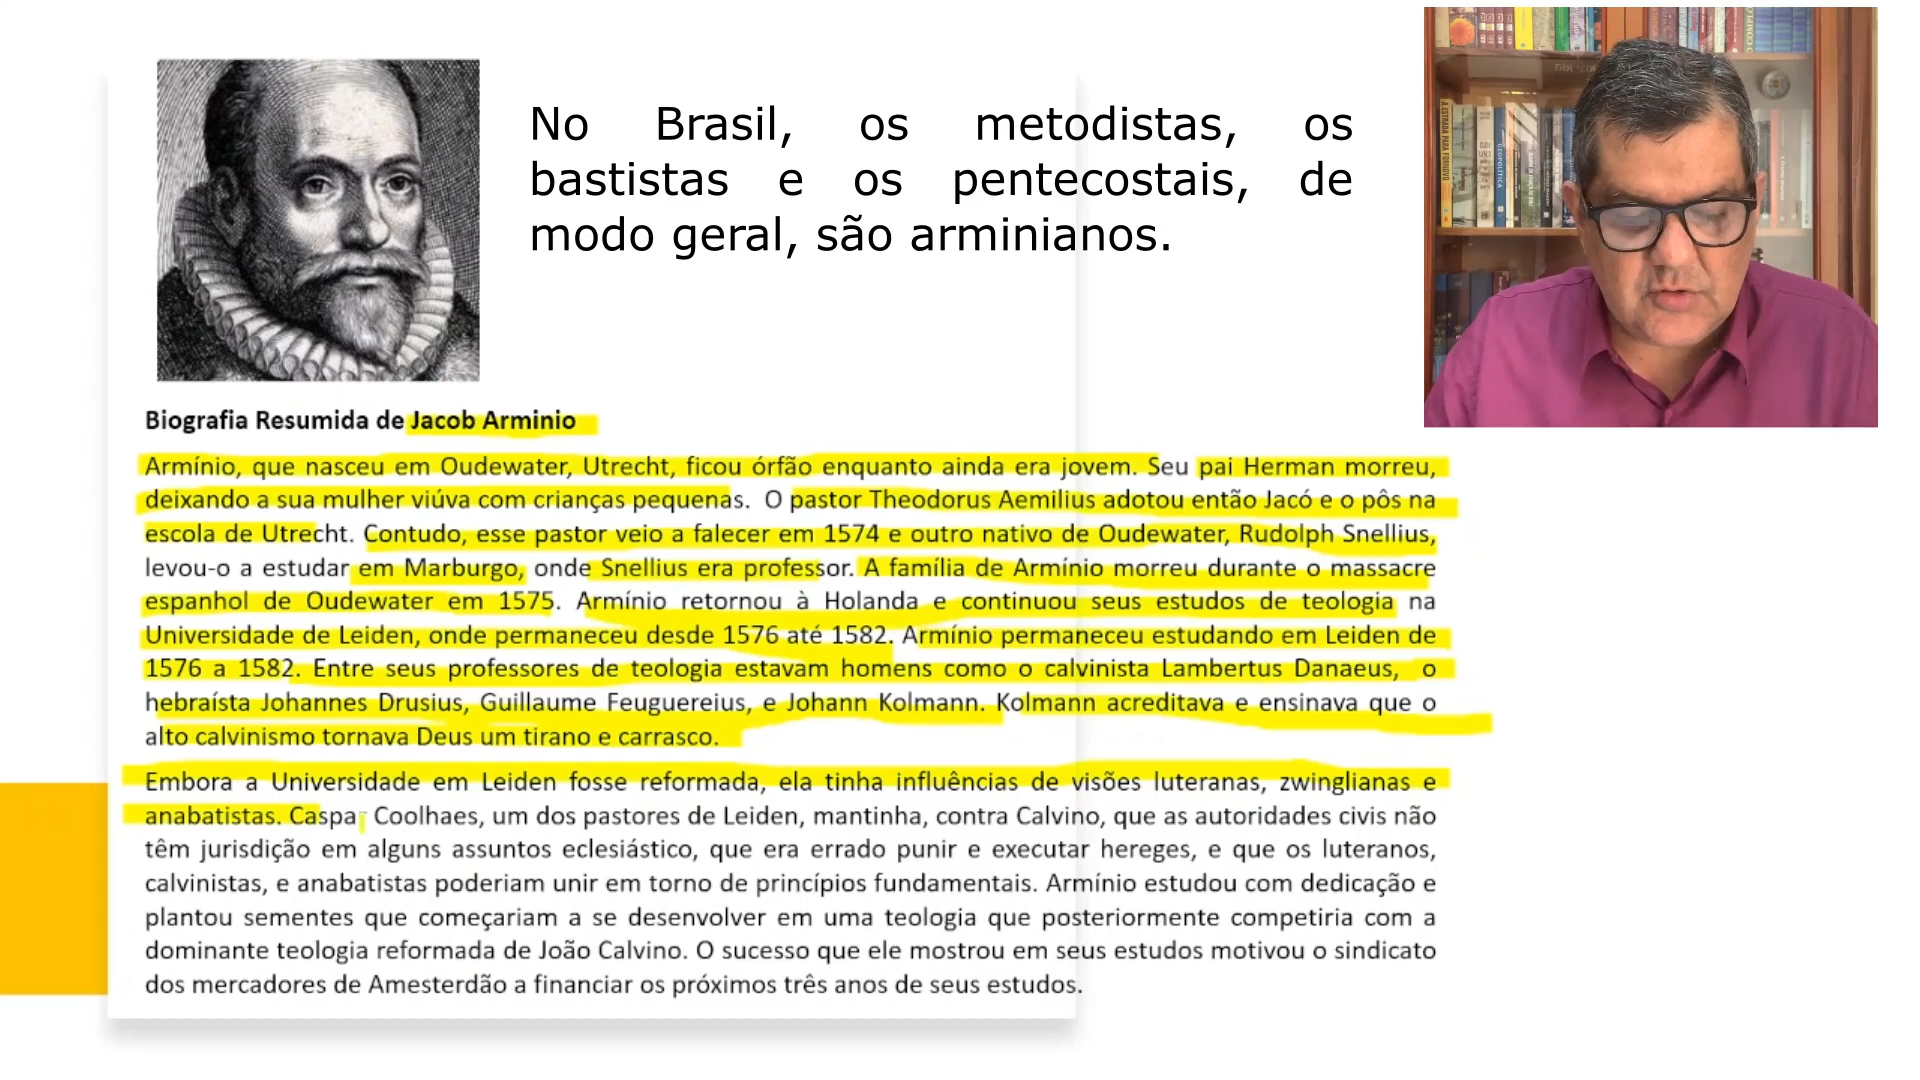 No Brasil, os metodistas, os
bastistas e os pentecostais, de
modo geral, são arminianos.
Biografia Resumida de Jacob Arminio
Armínio, que nasceu em Oudewater, Utrecht, ficou órfão enquanto ainda era jovem. Seu pai Herman morreu,
deixando a sua mulher viúva com crianças pequenas. O pastor Theodorus Aemilius adotou então Jacó e o pôs na
escola de Utrecht. Contudo, esse pastor veio a falecer em 1574 e outro nativo de Oudewater, Rudolph Snellius,
levou-o a estudar em Marburgo, onde Snellius era professor. A família de Armínio morreu durante o massacre
espanhol de Oudewater em 1575. Armínio retornou à Holanda e continuou seus estudos de teologia na
Universidade de Leiden, onde permaneceu desde 1576 até 1582. Armínio permaneceu estudando em Leiden de
1576 a 1582. Entre seus professores de teologia estavam homens como o calvinista Lambertus Danaeus, o
hebraísta Johannes Drusius, Guillaume Feuguereius, e Johann Kolmann. Kolmann acreditava e ensinava que o
alto calvinismo tornava Deus um tirano e carrasco.
Embora a Universidade em Leiden fosse reformada, ela tinha influências de visões luteranas, zwinglianas e
anabatistas. Caspar Coolhaes, um dos pastores de Leiden, mantinha, contra Calvino, que as autoridades civis não
têm jurisdição em alguns assuntos eclesiástico, que era errado punir e executar hereges, e que os luteranos,
calvinistas, e anabatistas poderiam unir em torno de princípios fundamentais. Armínio estudou com dedicação e
plantou sementes que começariam a se desenvolver em uma teologia que posteriormente competiria com a
dominante teologia reformada de João Calvino. O sucesso que ele mostrou em seus estudos motivou o sindicato
dos mercadores de Amesterdão a financiar os próximos três anos de seus estudos.
A ESTRADA PARA FORNOVO
GEOPOLÍTICA